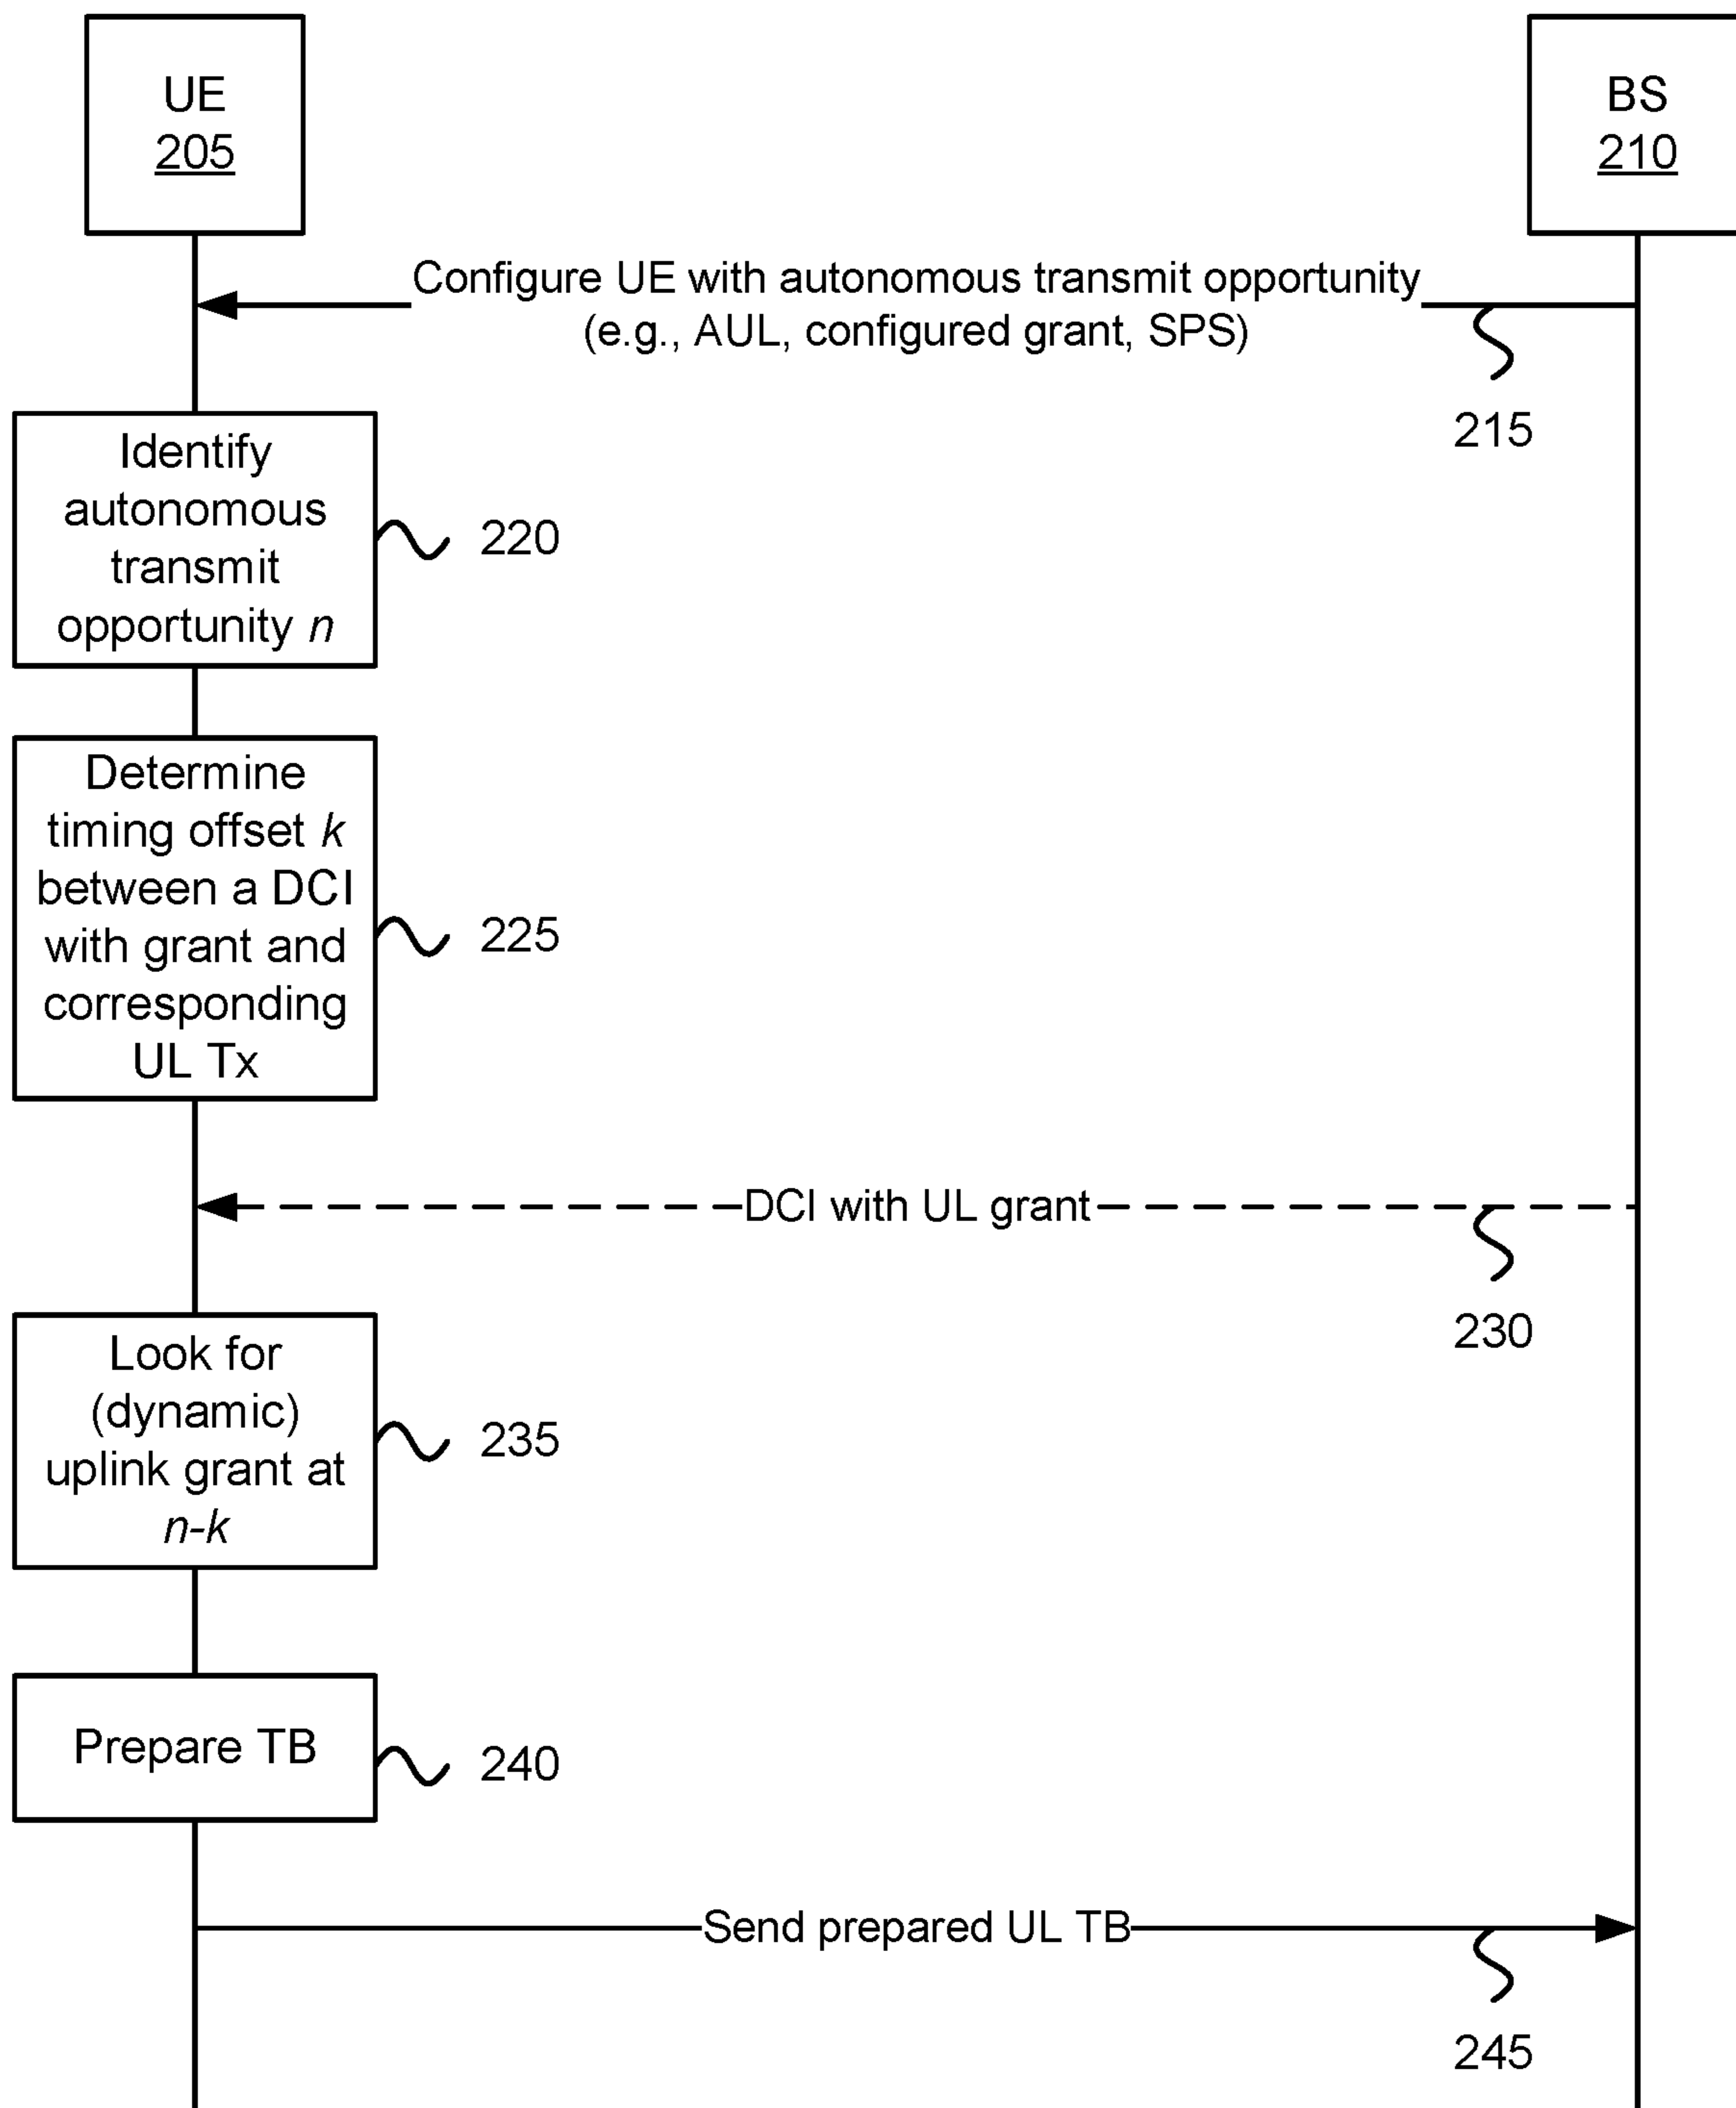 UE
205
BS
210
Configure UE with autonomous transmit opportunity
(e.g., AUL, configured grant, SPS)
215
Identify
autonomous
transmit
opportunity n
220
Determine
timing offset k
between a DCI
with grant and
corresponding
UL Tx
225
DCI with UL grant
230
Look for
(dynamic)
uplink grant at
n-k
235
Prepare TB
240
Send prepared UL TB
245